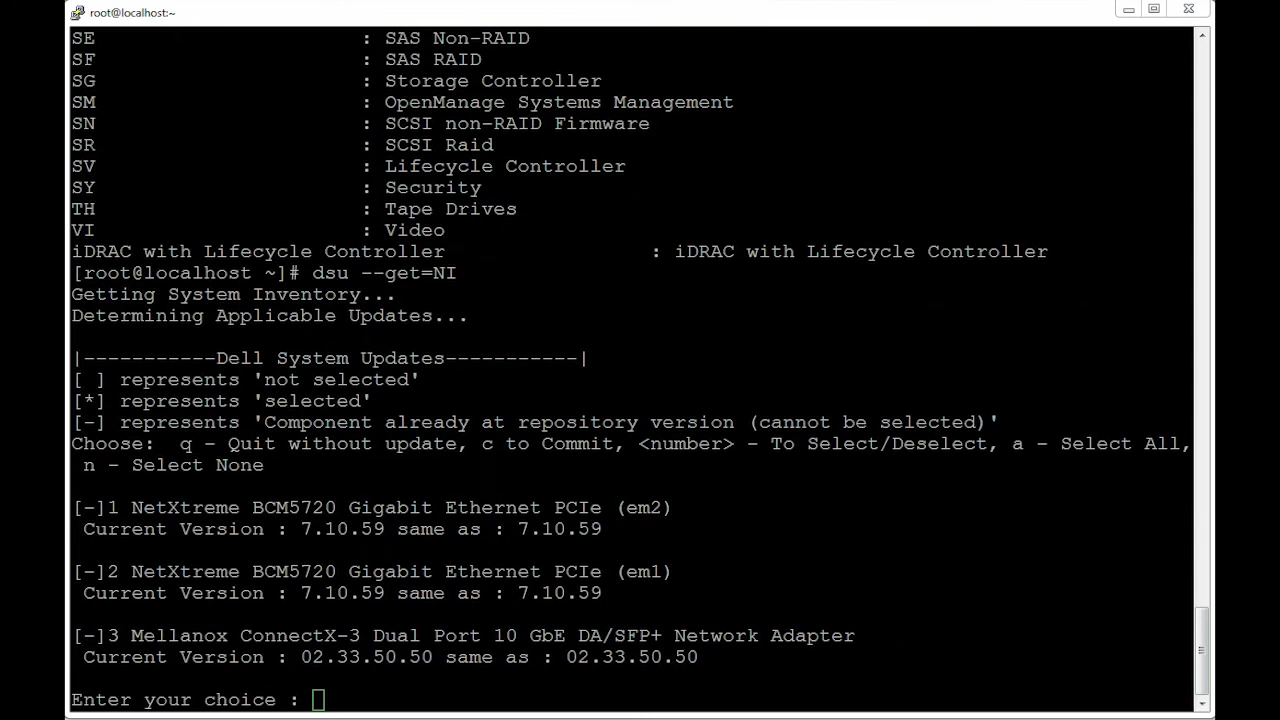 root@localhost:~
SE : SAS Non-RAID
SF : SAS RAID
SG : Storage Controller
SM : OpenManage Systems Management
SN : SCSI non-RAID Firmware
SR : SCSI Raid
SV : Lifecycle Controller
SY : Security
TH : Tape Drives
VI : Video
iDRAC with Lifecycle Controller : iDRAC with Lifecycle Controller
[root@localhost ~]# dsu --get=NI
Getting System Inventory...
Determining Applicable Updates...
|-----------Dell System Updates-----------|
[ ] represents 'not selected'
[*] represents 'selected'
[-] represents 'Component already at repository version (cannot be selected)'
Choose:  q - Quit without update, c to Commit, <number> - To Select/Deselect, a - Select All,
n - Select None
[-]1 NetXtreme BCM5720 Gigabit Ethernet PCIe (em2)
Current Version : 7.10.59 same as : 7.10.59
[-]2 NetXtreme BCM5720 Gigabit Ethernet PCIe (em1)
Current Version : 7.10.59 same as : 7.10.59
[-]3 Mellanox ConnectX-3 Dual Port 10 GbE DA/SFP+ Network Adapter
Current Version : 02.33.50.50 same as : 02.33.50.50
Enter your choice :